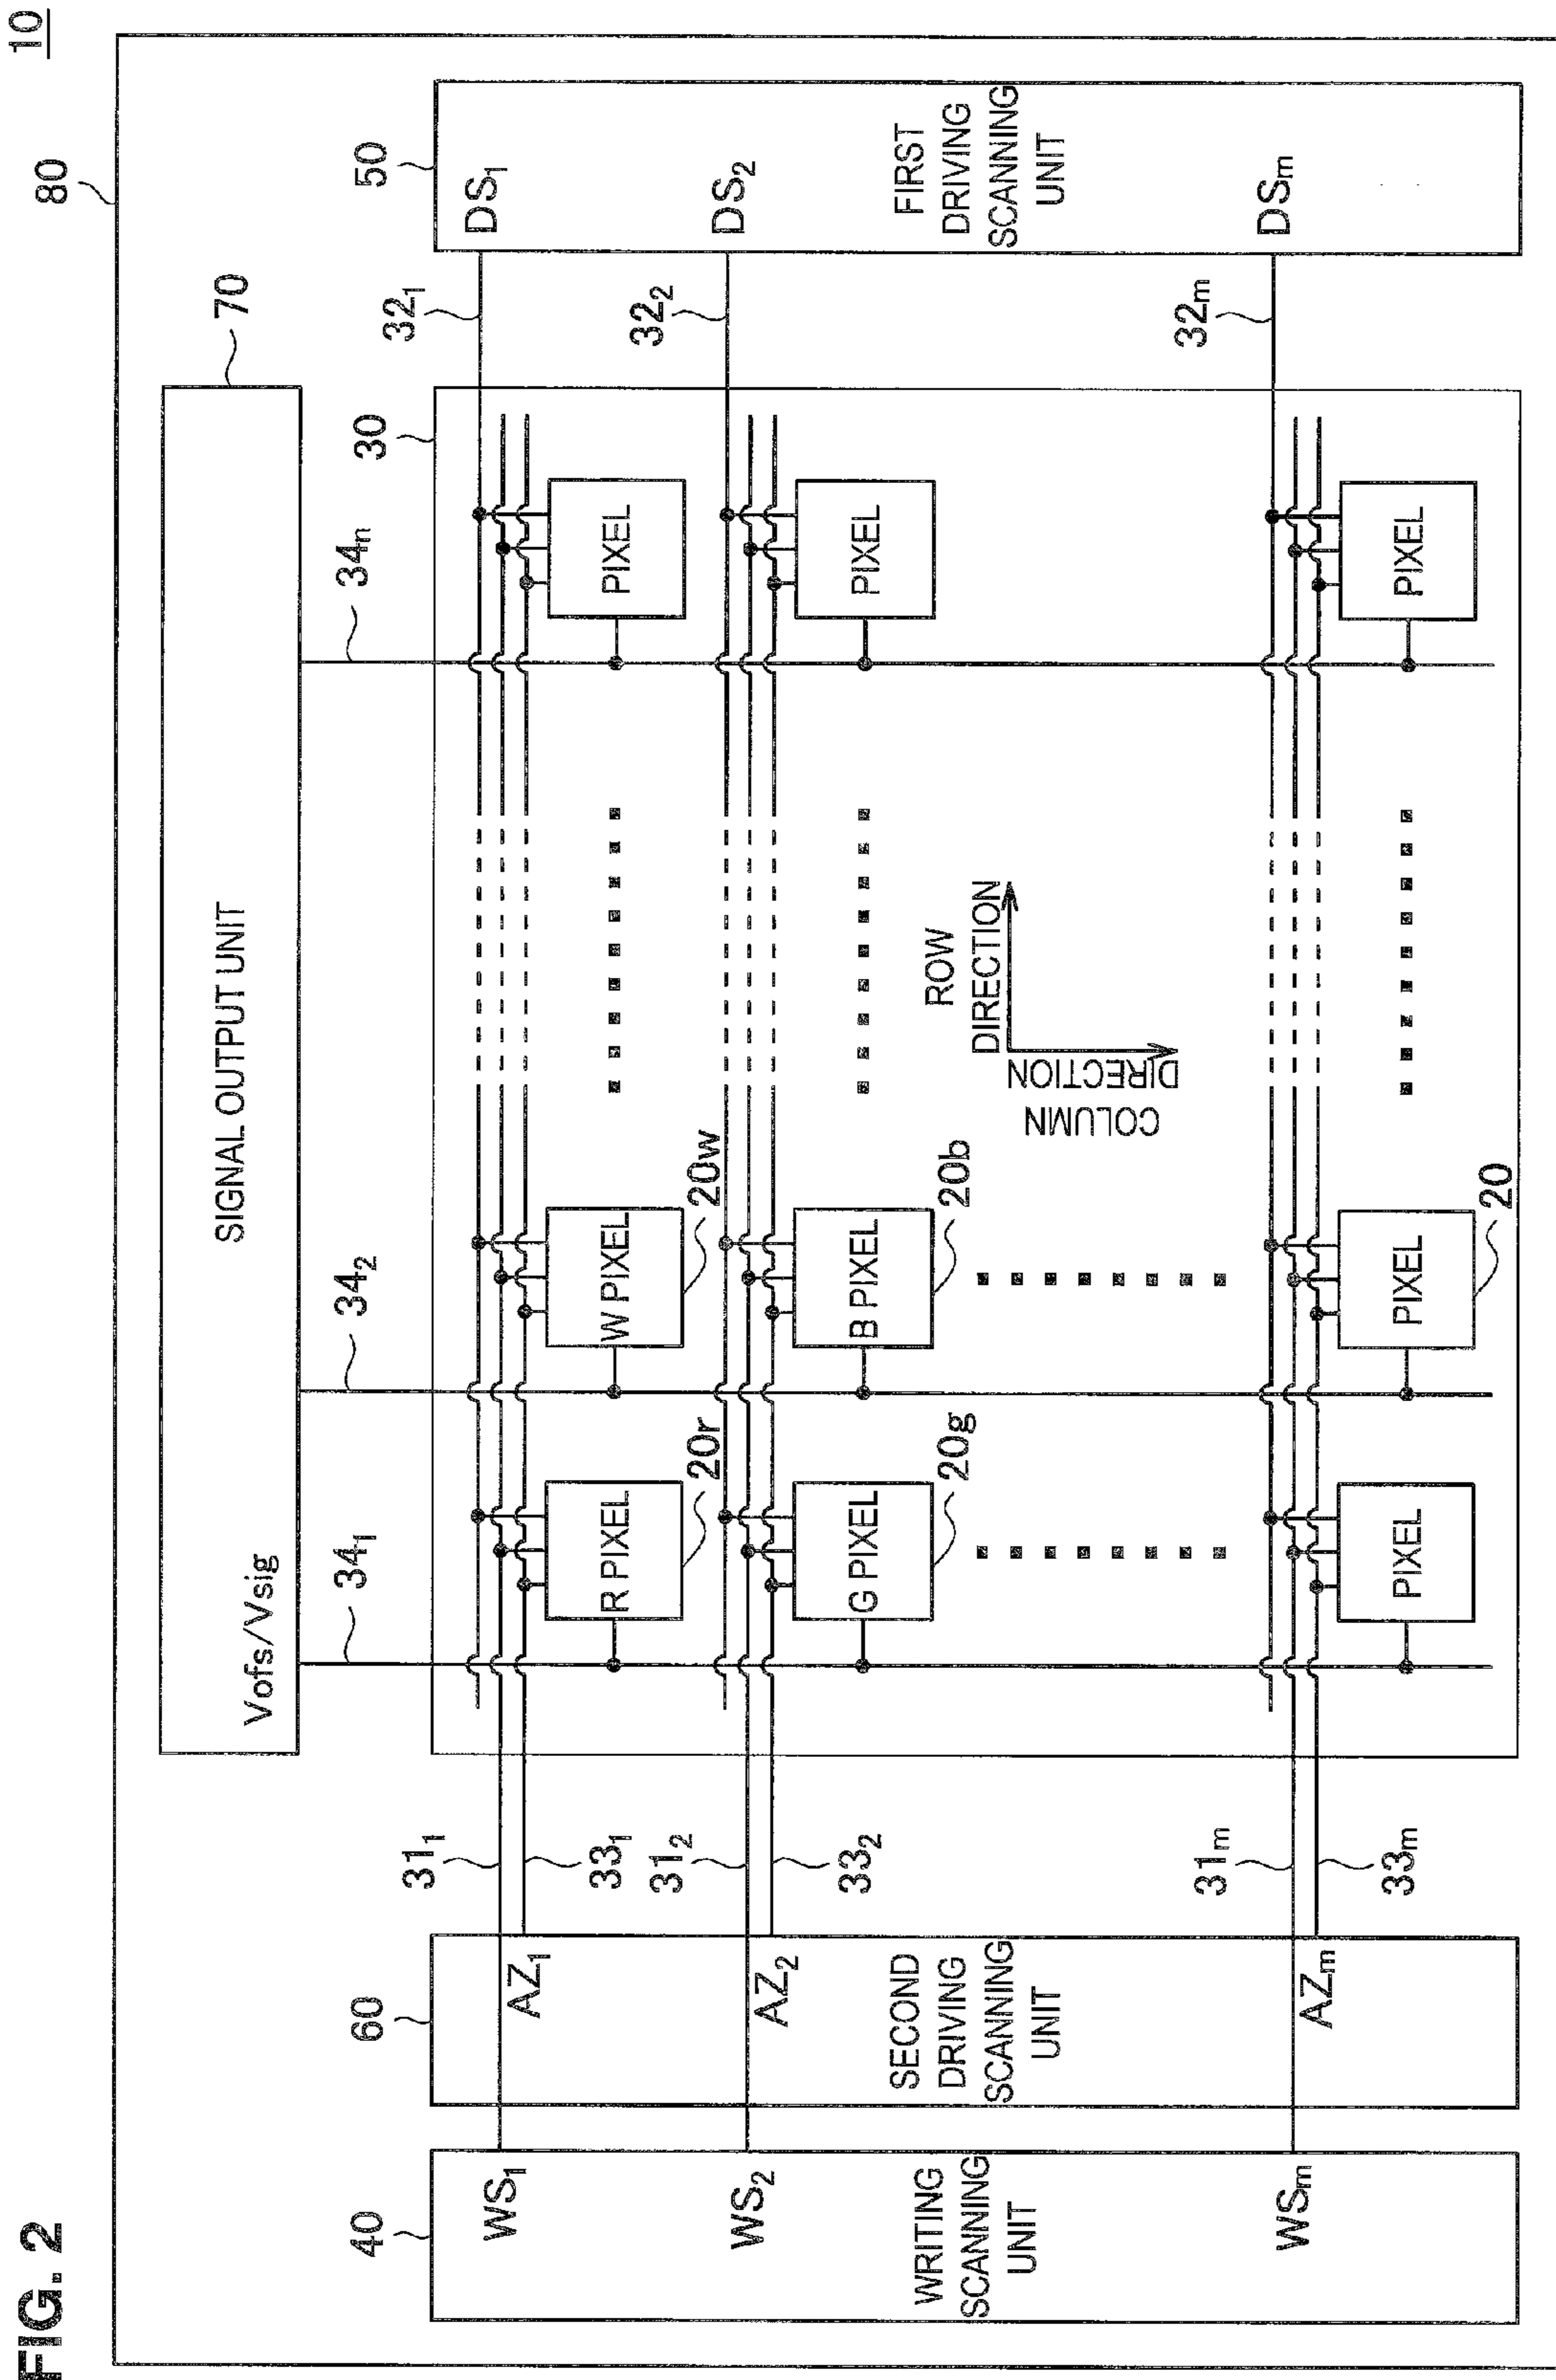 FIG. 2
10
80
70
SIGNAL OUTPUT UNIT
Vofs/Vsig
34₁
34₂
34ₙ
40
60
30
50
WS₁
AZ₁
31₁
33₁
32₁
DS₁
R PIXEL
W PIXEL
PIXEL
20r
20w
WS₂
AZ₂
31₂
33₂
32₂
DS₂
G PIXEL
B PIXEL
PIXEL
20g
20b
WRITING
SCANNING
UNIT
SECOND
DRIVING
SCANNING
UNIT
COLUMN
DIRECTION
ROW
DIRECTION
FIRST
DRIVING
SCANNING
UNIT
WSₘ
AZₘ
31ₘ
33ₘ
32ₘ
DSₘ
PIXEL
PIXEL
PIXEL
20